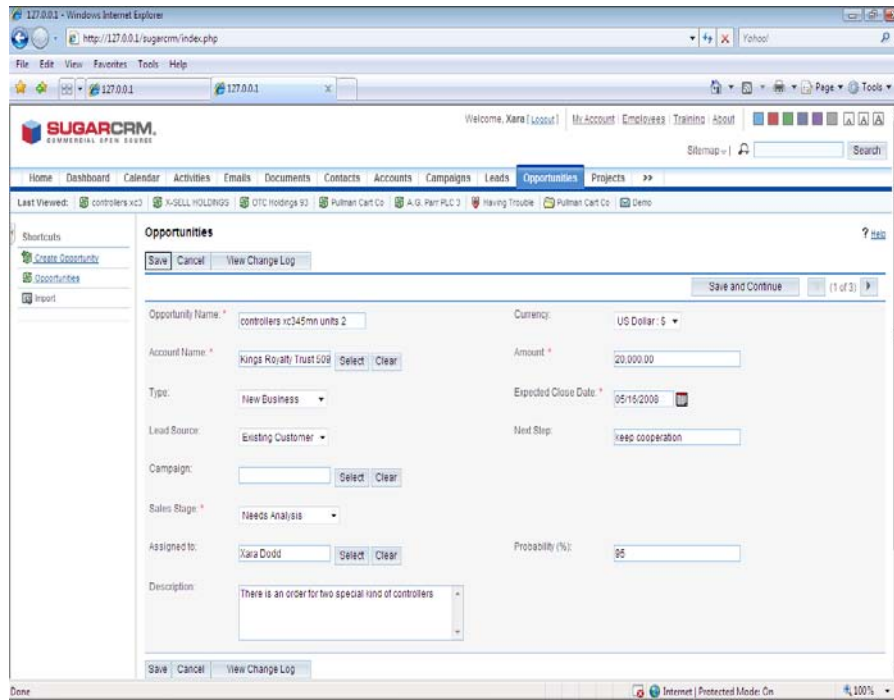 127.0.0.1 - Windows Internet Explorer
http://127.0.0.1/sugarcrm/index.php
Yahoo!
File Edit View Favorites Tools Help
127.0.0.1 127.0.0.1 Page Tools
Welcome, Xara [ Logout ] My Account Employees Training About A A A
SUGARCRM.
COMMERCIAL OPEN SOURCE
Sitemap Search
Home Dashboard Calendar Activities Emails Documents Contacts Accounts Campaigns Leads Opportunities Projects >>
Last Viewed: controlers xc3 X-SELL HOLDINGS OTC Holdings 93 Pullman Cart Co A.G. Parr PLC 3 Having Trouble Pullman Cart Co Demo
Shortcuts
Create Opportunity
Opportunities
Import
Opportunities
? Help
Save Cancel View Change Log
Save and Continue (1 of 3)
Opportunity Name: * controllers xc345mn units 2 Currency: US Dollar : $
Account Name: * Kings Royalty Trust 509 Select Clear Amount: * 20,000.00
Type: New Business Expected Close Date: * 05/16/2008
Lead Source: Existing Customer Next Step: keep cooperation
Campaign: Select Clear
Sales Stage: * Needs Analysis
Assigned to: Xara Dodd Select Clear Probability (%): 95
Description: There is an order for two special kind of controllers
Save Cancel View Change Log
Done Internet | Protected Mode: On 100%